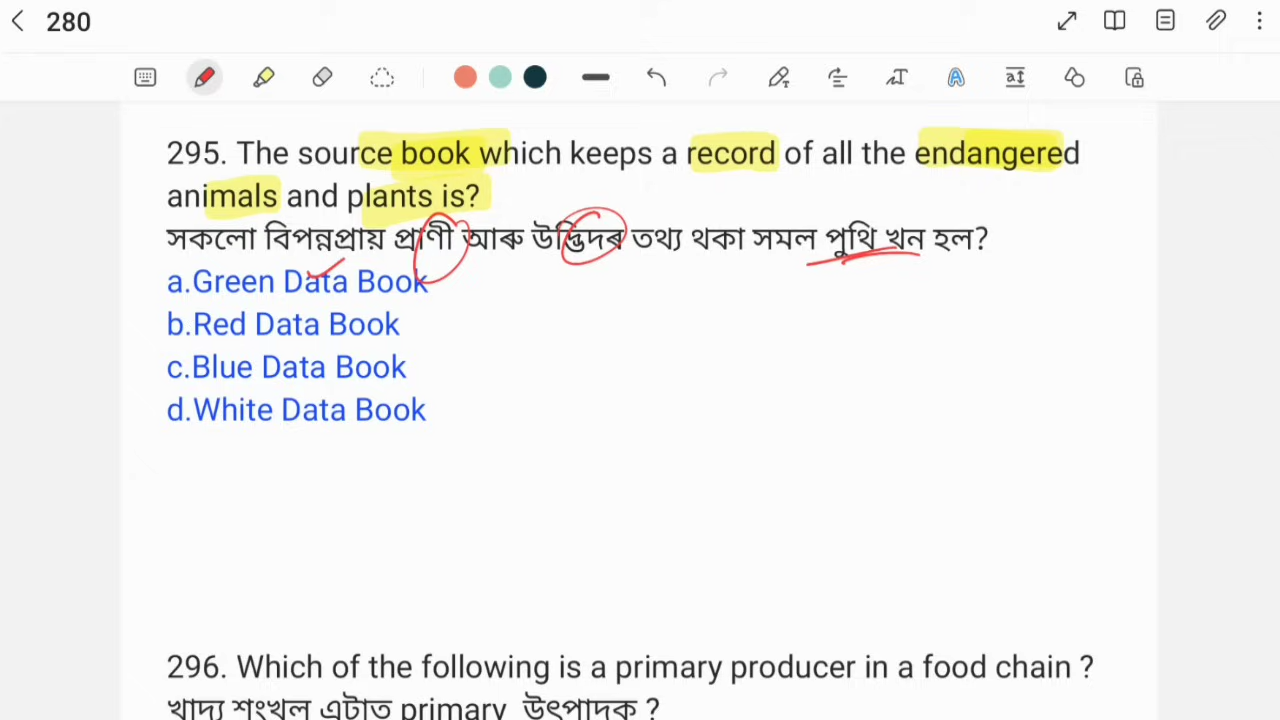 280
295. The source book which keeps a record of all the endangered
animals and plants is?
সকলো বিপন্নপ্ৰায় প্ৰাণী আৰু উদ্ভিদৰ তথ্য থকা সমল পুথি খন হল?
a.Green Data Book
b.Red Data Book
c.Blue Data Book
d.White Data Book
296. Which of the following is a primary producer in a food chain ?
খাদ্য শংখল এটাত primary উৎপাদক ?